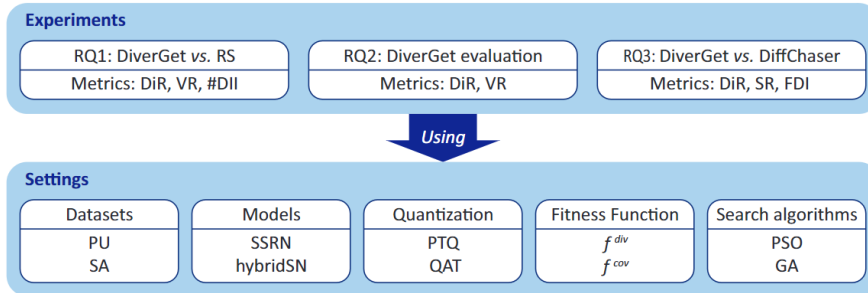 Experiments
RQ1: DiverGet vs. RS
Metrics: DiR, VR, #DII
RQ2: DiverGet evaluation
Metrics: DiR, VR
RQ3: DiverGet vs. DiffChaser
Metrics: DiR, SR, FDI
Using
Settings
Datasets
PU
SA
Models
SSRN
hybridSN
Quantization
PTQ
QAT
Fitness Function
f div
f cov
Search algorithms
PSO
GA